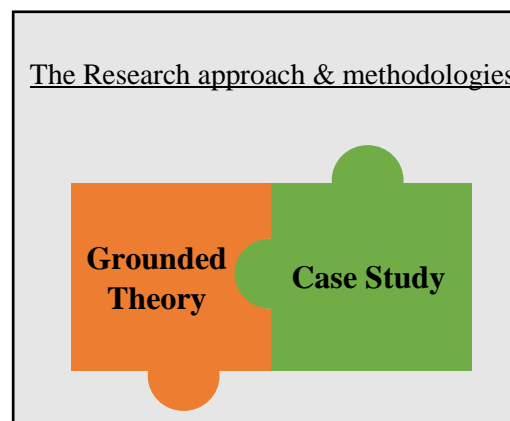 The Research approach & methodologies
Grounded
Theory
Case Study